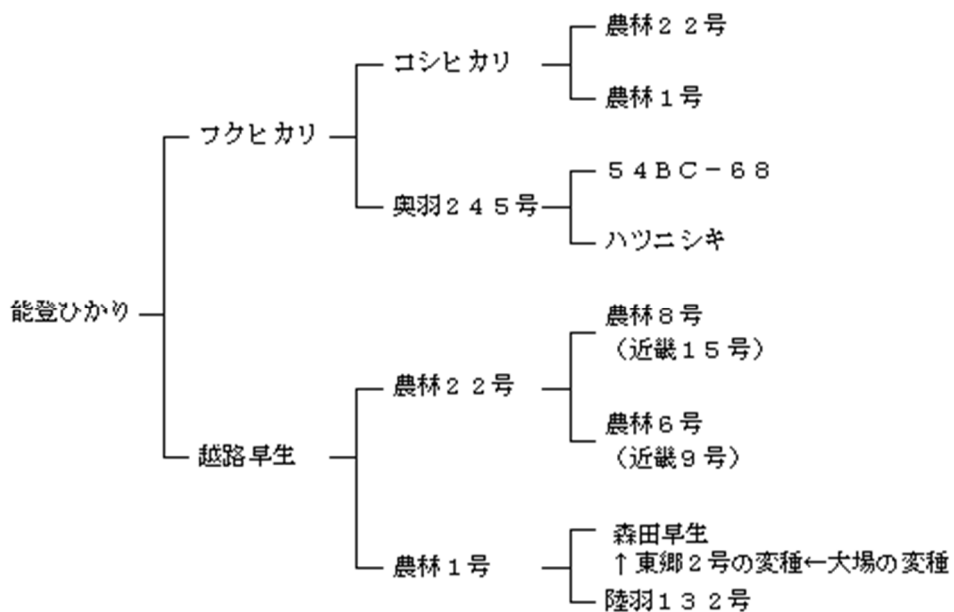 農林２２号
コシヒカリ
農林１号
フクヒカリ
５４ＢＣ－６８
奥羽２４５号
ハツニシキ
能登ひかり
農林８号
（近畿１５号）
農林２２号
農林６号
（近畿９号）
越路早生
森田早生
↑東郷２号の変種←大場の変種
農林１号
陸羽１３２号